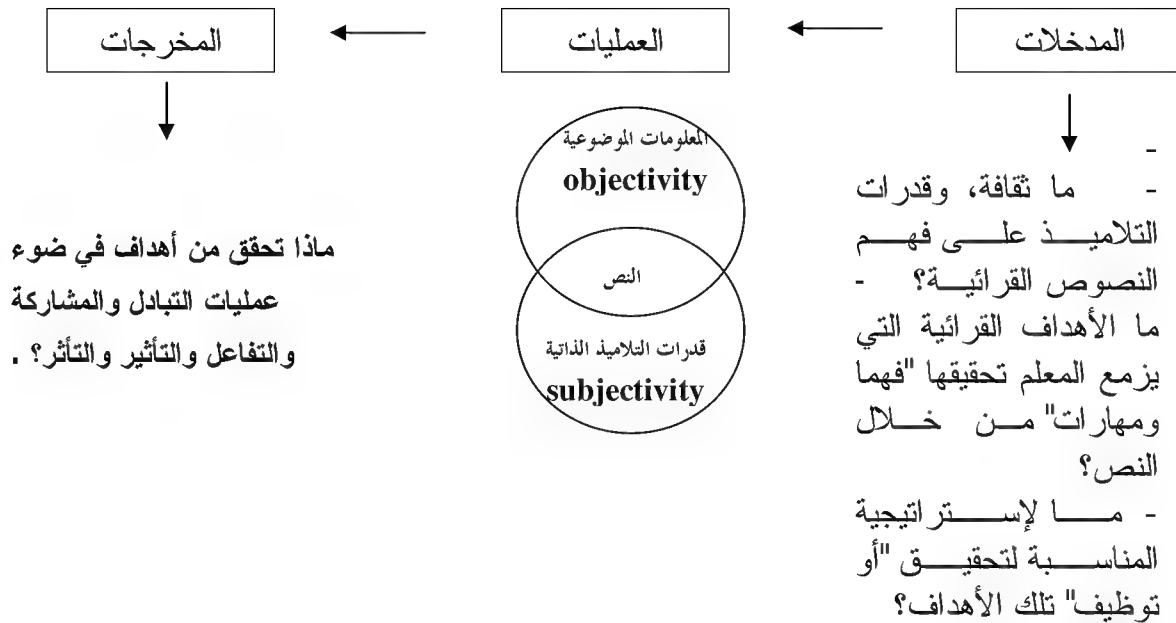 المدخلات
العمليات
المخرجات
-
- ما ثقافة، وقدرات
التلاميذ على فهم
النصوص القرائية؟ -
ما الأهداف القرائية التي
يزمع المعلم تحقيقها "فهما
ومهارات" من خلال
النص؟
- ما لإستراتيجية
المناسبة لتحقيق "أو
توظيف" تلك الأهداف؟
المعلومات الموضوعية
objectivity
النص
قدرات التلاميذ الذاتية
subjectivity
ماذا تحقق من أهداف في ضوء
عمليات التبادل والمشاركة
والتفاعل والتأثير والتأثر؟ .